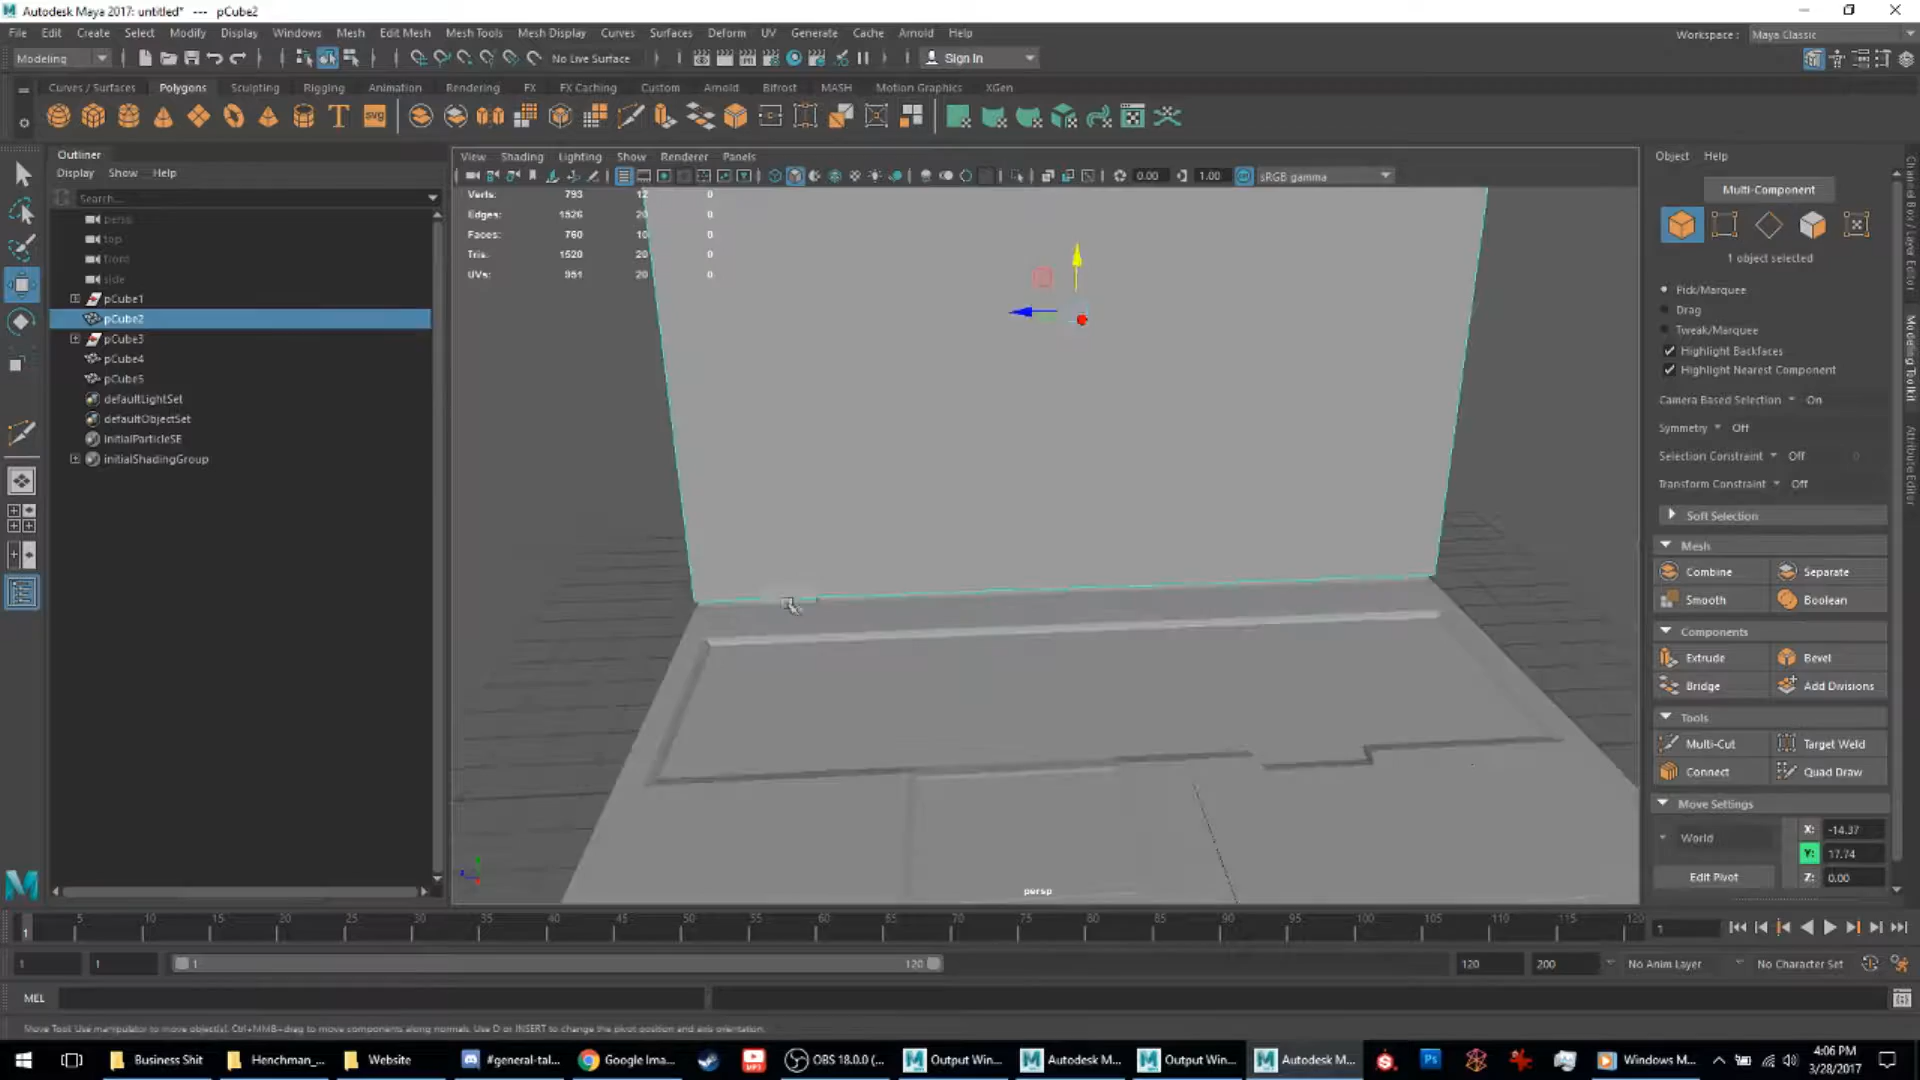 Autodesk Maya 2017: untitled* --- pCube2
File Edit Create Select Modify Display Windows Mesh Edit Mesh Mesh Tools Mesh Display Curves Surfaces Deform UV Generate Cache Arnold Help
Workspace : Maya Classic
Modeling No Live Surface Sign In
Curves / Surfaces Polygons Sculpting Rigging Animation Rendering FX FX Caching Custom Arnold Bifrost MASH Motion Graphics XGen
Outliner
Display Show Help
Search...
persp
top
front
side
pCube1
pCube2
pCube3
pCube4
pCube5
defaultLightSet
defaultObjectSet
initialParticleSE
initialShadingGroup
View Shading Lighting Show Renderer Panels
0.00 1.00 sRGB gamma
Verts: 793 12 0
Edges: 1526 20 0
Faces: 760 10 0
Tris: 1520 20 0
UVs: 951 20 0
persp
Object Help
Multi-Component
1 object selected
Pick/Marquee
Drag
Tweak/Marquee
Highlight Backfaces
Highlight Nearest Component
Camera Based Selection On
Symmetry Off
Selection Constraint Off 0
Transform Constraint Off
Soft Selection
Mesh
Combine Separate
Smooth Boolean
Components
Extrude Bevel
Bridge Add Divisions
Tools
Multi-Cut Target Weld
Connect Quad Draw
Move Settings
World X: -14.37
Y: 17.74
Edit Pivot Z: 0.00
Channel Box / Layer Editor
Modeling Toolkit
Attribute Editor
5 10 15 20 25 30 35 40 45 50 55 60 65 70 75 80 85 90 95 100 105 110 115 120
1 1
1 1 1 120 120 200 No Anim Layer No Character Set
MEL
Move Tool: Use manipulator to move object(s). Ctrl+MMB+drag to move components along normals. Use D or INSERT to change the pivot position and axis orientation.
Business Shit Henchman_... Website #general-tal... Google Ima... MP3 OBS 18.0.0 (... Output Win... Autodesk M... Output Win... Autodesk M... Ps Windows M... 4:06 PM
3/28/2017